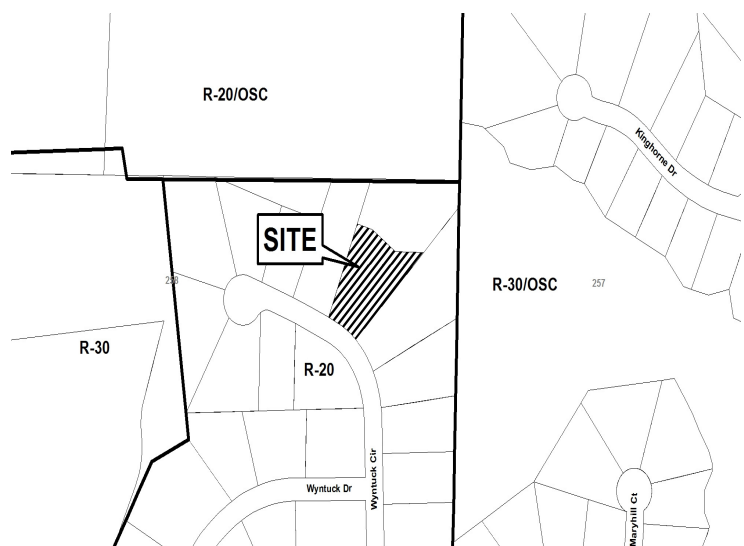 R-20/OSC
Kinghorne Dr
SITE
R-30/OSC
257
R-30
R-20
Wyntuck Cir
Wyntuck Dr
Maryhill Ct